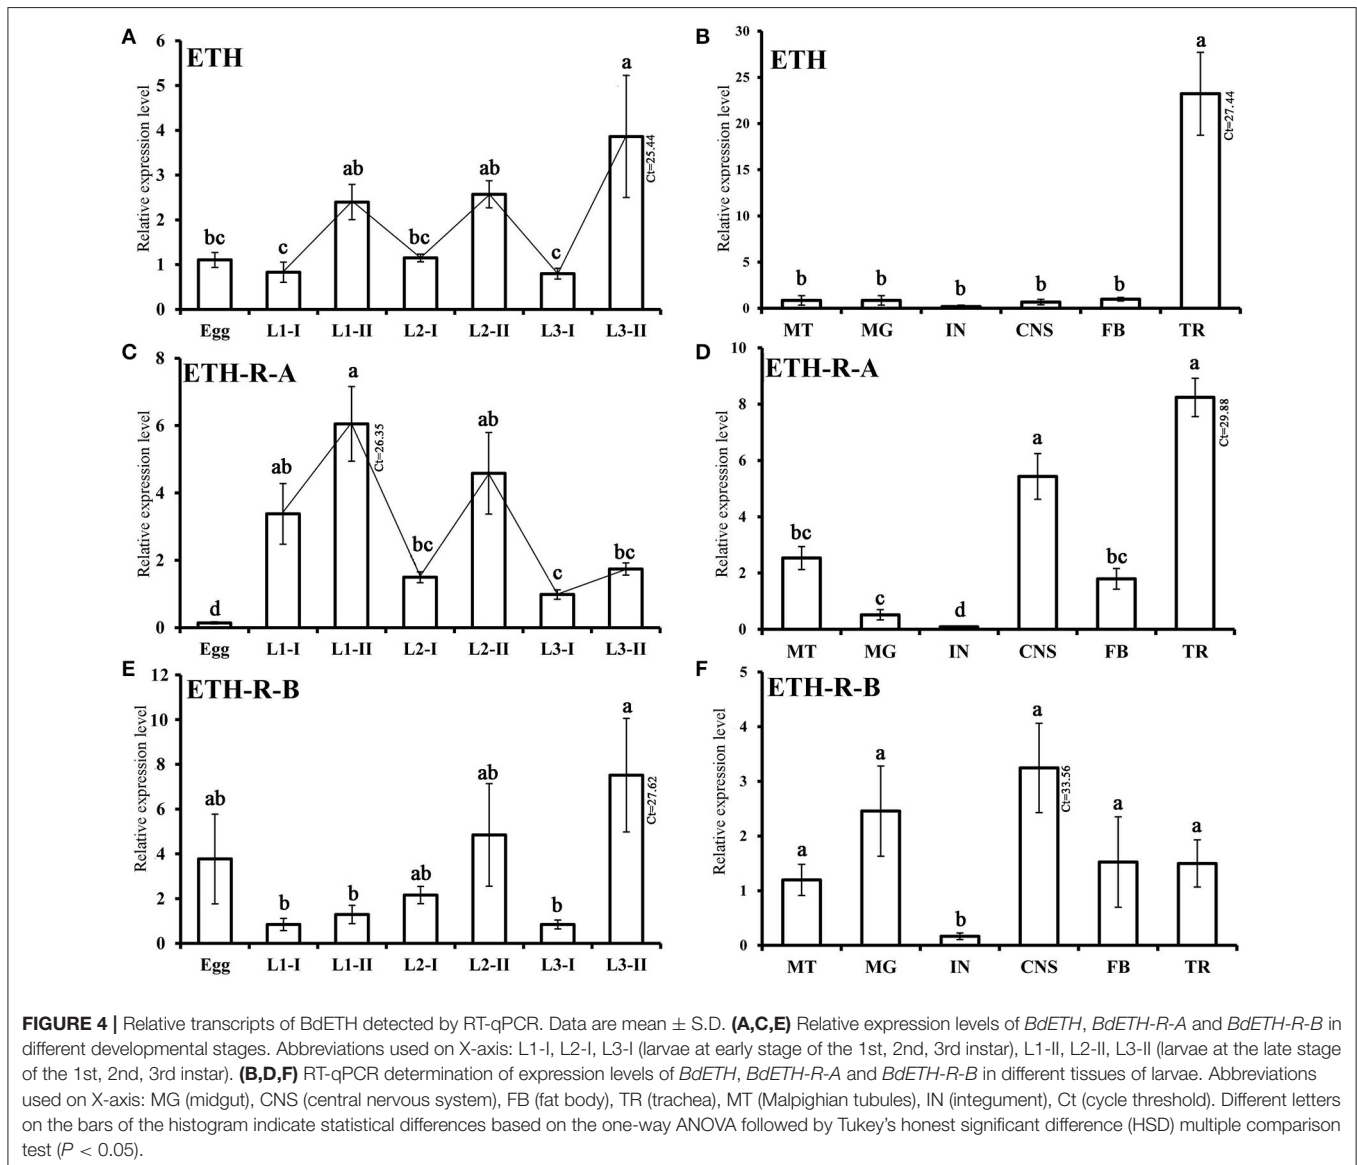 A
ETH
Relative expression level
6
5
4
3
2
1
0
bc
c
ab
bc
ab
c
a
Ct=25.44
Egg L1-I L1-II L2-I L2-II L3-I L3-II
B
ETH
Relative expression level
30
25
20
15
10
5
0
b
b
b
b
b
a
Ct=27.44
MT MG IN CNS FB TR
C
ETH-R-A
Relative expression level
8
6
4
2
0
d
ab
a
Ct=26.35
bc
ab
c
bc
Egg L1-I L1-II L2-I L2-II L3-I L3-II
D
ETH-R-A
Relative expression level
10
8
6
4
2
0
bc
c
d
a
bc
a
Ct=29.88
MT MG IN CNS FB TR
E
ETH-R-B
Relative expression level
12
10
8
6
4
2
0
ab
b
b
ab
ab
b
a
Ct=27.62
Egg L1-I L1-II L2-I L2-II L3-I L3-II
F
ETH-R-B
Relative expression level
5
4
3
2
1
0
a
a
b
a
Ct=33.56
a
a
MT MG IN CNS FB TR
FIGURE 4 | Relative transcripts of BdETH detected by RT-qPCR. Data are mean ± S.D. (A,C,E) Relative expression levels of BdETH, BdETH-R-A and BdETH-R-B in
different developmental stages. Abbreviations used on X-axis: L1-I, L2-I, L3-I (larvae at early stage of the 1st, 2nd, 3rd instar), L1-II, L2-II, L3-II (larvae at the late stage
of the 1st, 2nd, 3rd instar). (B,D,F) RT-qPCR determination of expression levels of BdETH, BdETH-R-A and BdETH-R-B in different tissues of larvae. Abbreviations
used on X-axis: MG (midgut), CNS (central nervous system), FB (fat body), TR (trachea), MT (Malpighian tubules), IN (integument), Ct (cycle threshold). Different letters
on the bars of the histogram indicate statistical differences based on the one-way ANOVA followed by Tukey's honest significant difference (HSD) multiple comparison
test (P < 0.05).